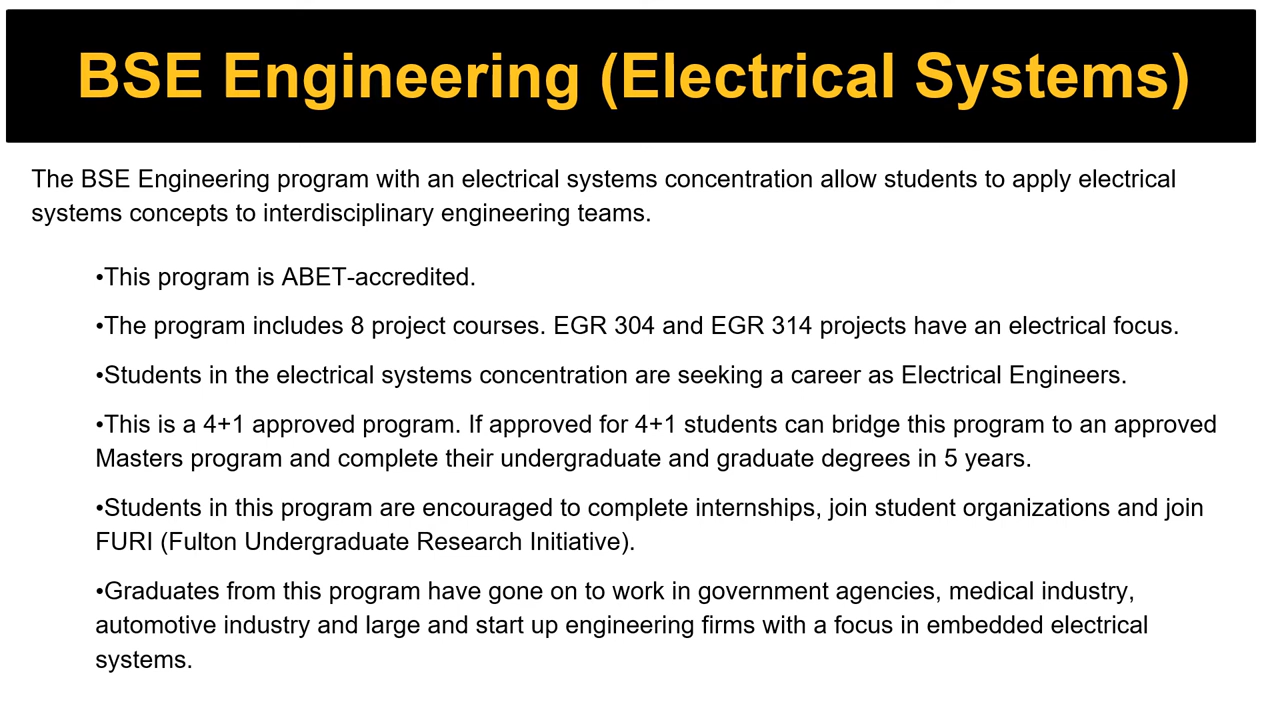 BSE Engineering (Electrical Systems)
The BSE Engineering program with an electrical systems concentration allow students to apply electrical
systems concepts to interdisciplinary engineering teams.
•This program is ABET-accredited.
•The program includes 8 project courses. EGR 304 and EGR 314 projects have an electrical focus.
•Students in the electrical systems concentration are seeking a career as Electrical Engineers.
•This is a 4+1 approved program. If approved for 4+1 students can bridge this program to an approved
Masters program and complete their undergraduate and graduate degrees in 5 years.
•Students in this program are encouraged to complete internships, join student organizations and join
FURI (Fulton Undergraduate Research Initiative).
•Graduates from this program have gone on to work in government agencies, medical industry,
automotive industry and large and start up engineering firms with a focus in embedded electrical
systems.